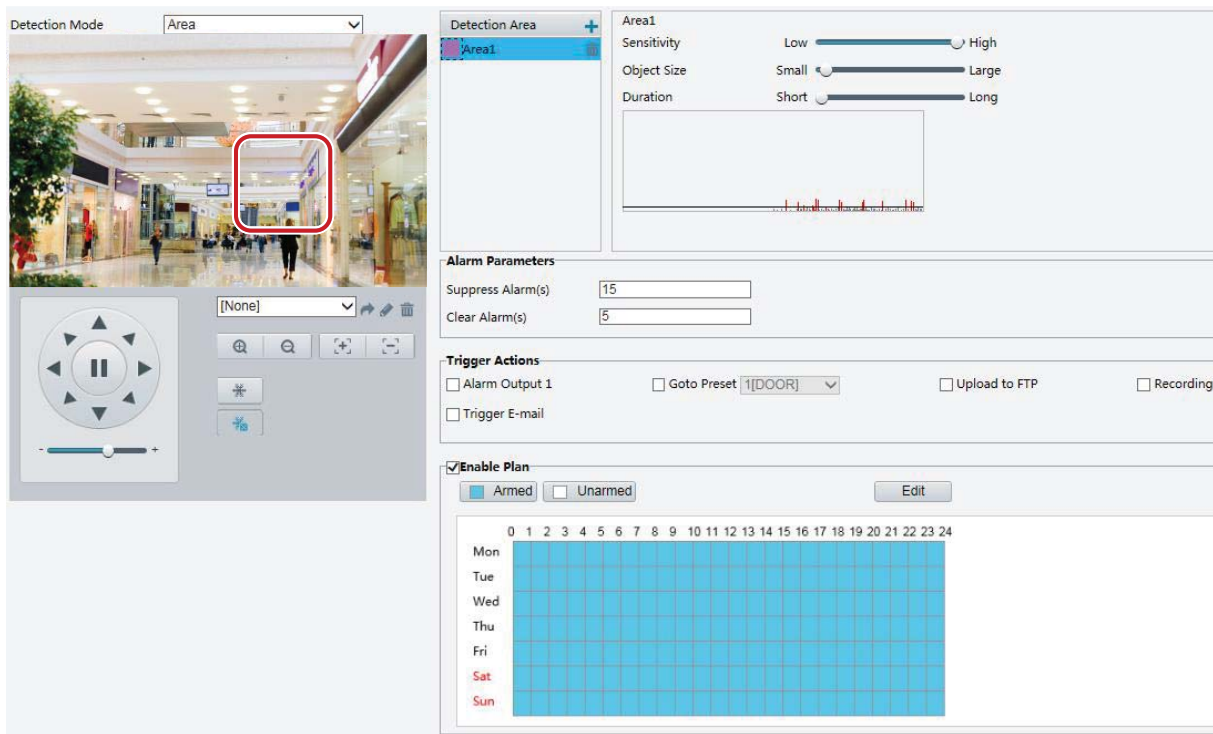 Detection Mode Area
Detection Area +
Area1
Area1
Sensitivity Low High
Object Size Small Large
Duration Short Long
Alarm Parameters
Suppress Alarm(s) 15
Clear Alarm(s) 5
[None]
- +
Trigger Actions
Alarm Output 1 Goto Preset 1[DOOR] Upload to FTP Recording
Trigger E-mail
Enable Plan
Armed Unarmed Edit
0 1 2 3 4 5 6 7 8 9 10 11 12 13 14 15 16 17 18 19 20 21 22 23 24
Mon
Tue
Wed
Thu
Fri
Sat
Sun